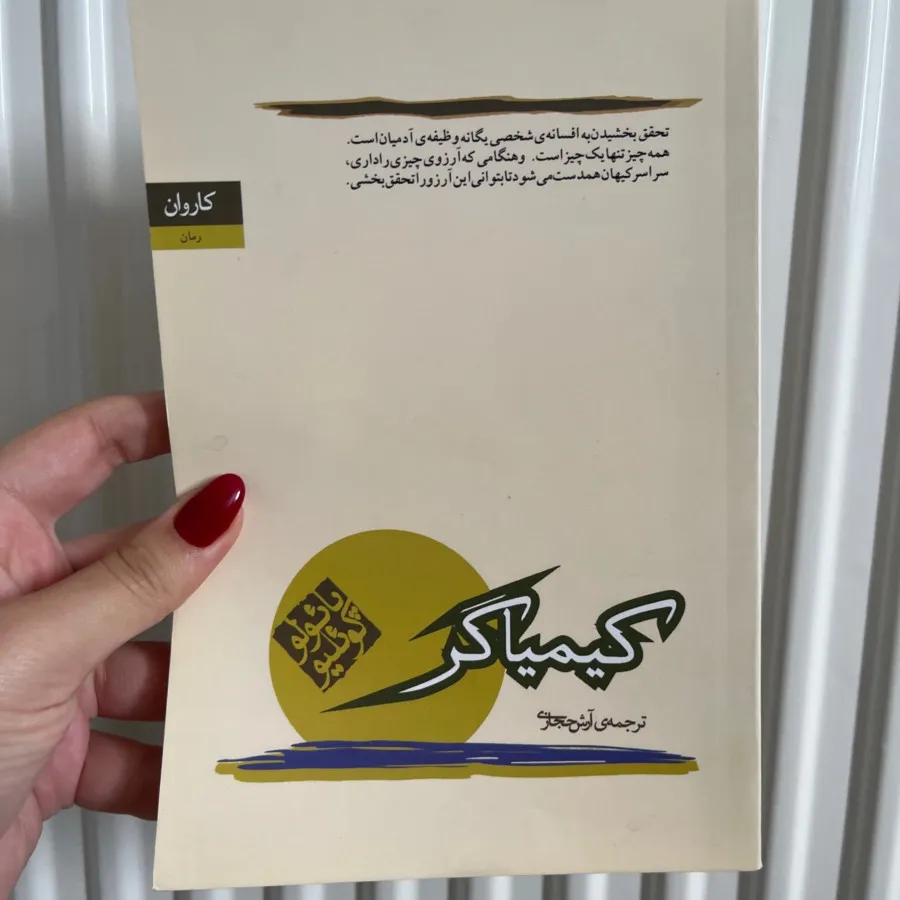 تحقق بخشیدن به افسانه‌ی شخصی یگانه وظیفه‌ی آدمیان است.
همه چیز تنها یک چیز است. وهنگامی که آرزوی چیزی را داری،
سراسر کیهان همدست می‌شود تا بتوانی این آرزو را تحقق بخشی.
کاروان
رمان
کیمیاگر
پائولو
کوئلیو
ترجمه‌ی آرش حجازی